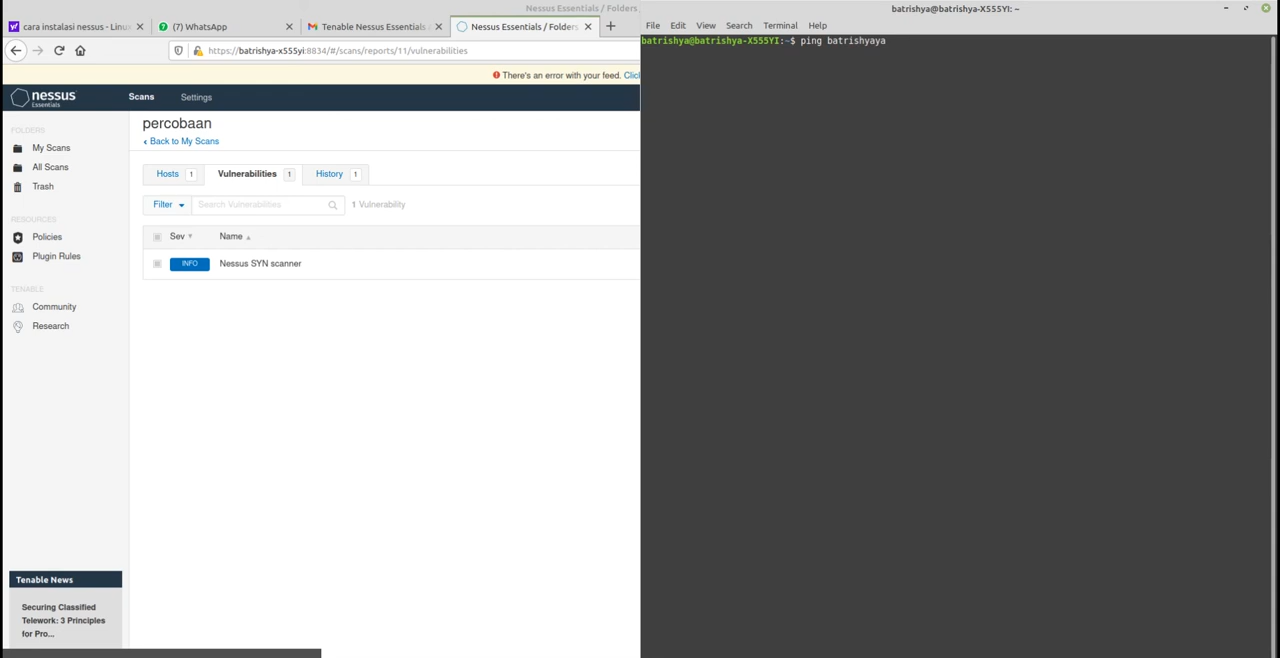 Nessus Essentials / Folders
cara instalasi nessus - Linu
(7) WhatsApp
Tenable Nessus Essentials
Nessus Essentials / Folders
https://batrishya-x555yi:8834/#/scans/reports/11/vulnerabilities
There's an error with your feed. Clic
nessus
Essentials
Scans
Settings
FOLDERS
My Scans
All Scans
Trash
RESOURCES
Policies
Plugin Rules
TENABLE
Community
Research
Tenable News
Securing Classified
Telework: 3 Principles
for Pro...
percobaan
Back to My Scans
Hosts 1
Vulnerabilities 1
History 1
Filter
Search Vulnerabilities
1 Vulnerability
Sev
Name
INFO
Nessus SYN scanner
batrishya@batrishya-X555YI: ~
File Edit View Search Terminal Help
batrishya@batrishya-X555YI:~$ ping batrishyaya